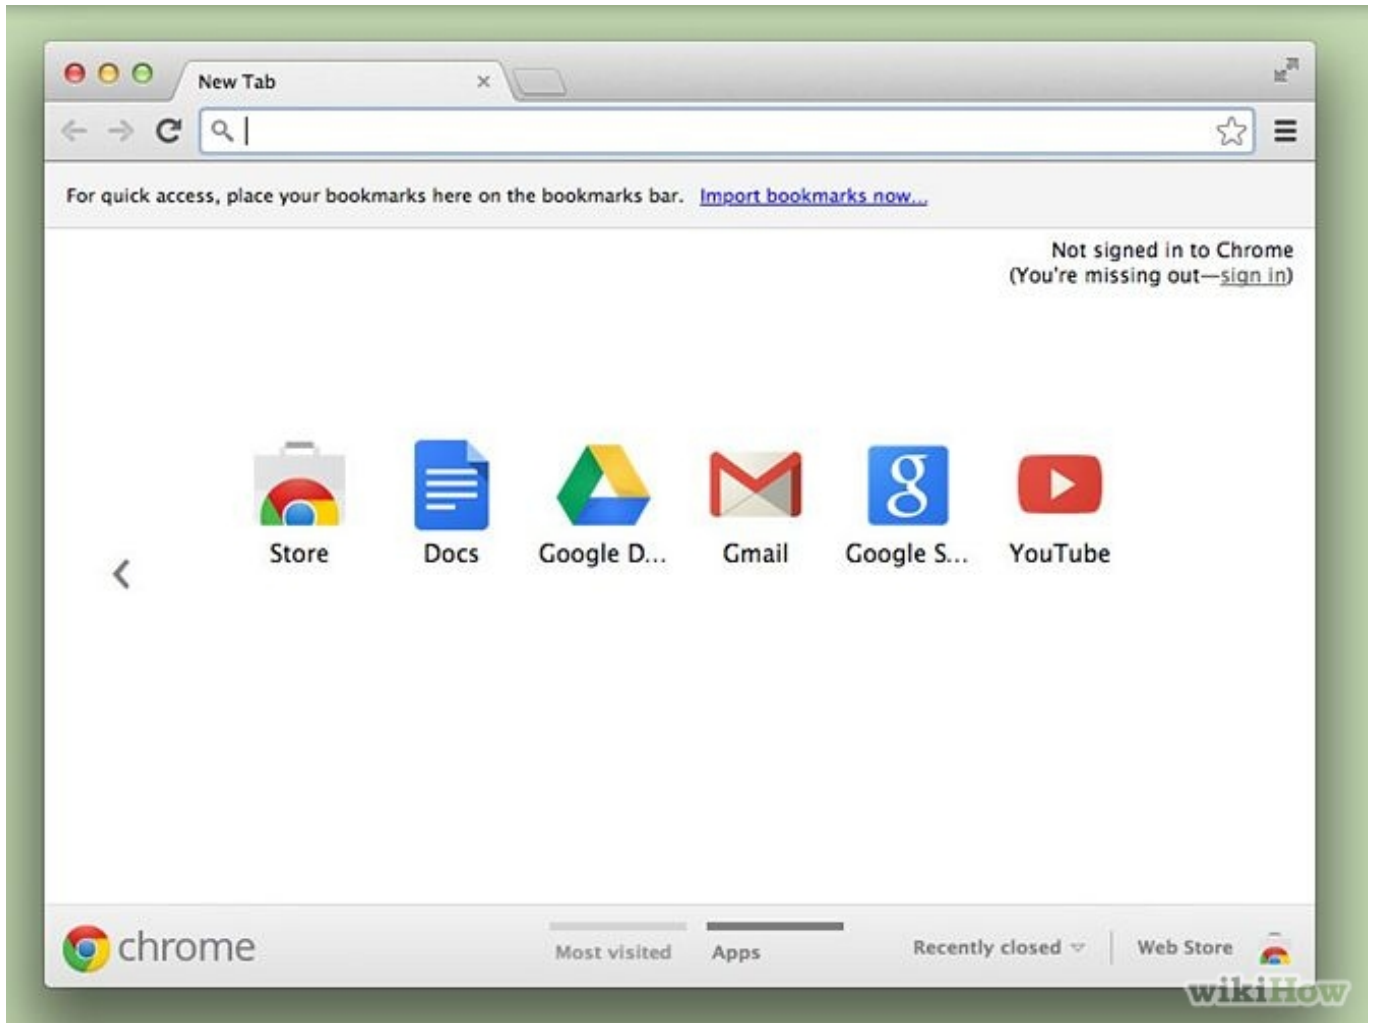 New Tab
For quick access, place your bookmarks here on the bookmarks bar. Import bookmarks now...
Not signed in to Chrome
(You're missing out—sign in)
Store Docs Google D... Gmail Google S... YouTube
chrome Most visited Apps Recently closed Web Store
wikiHow